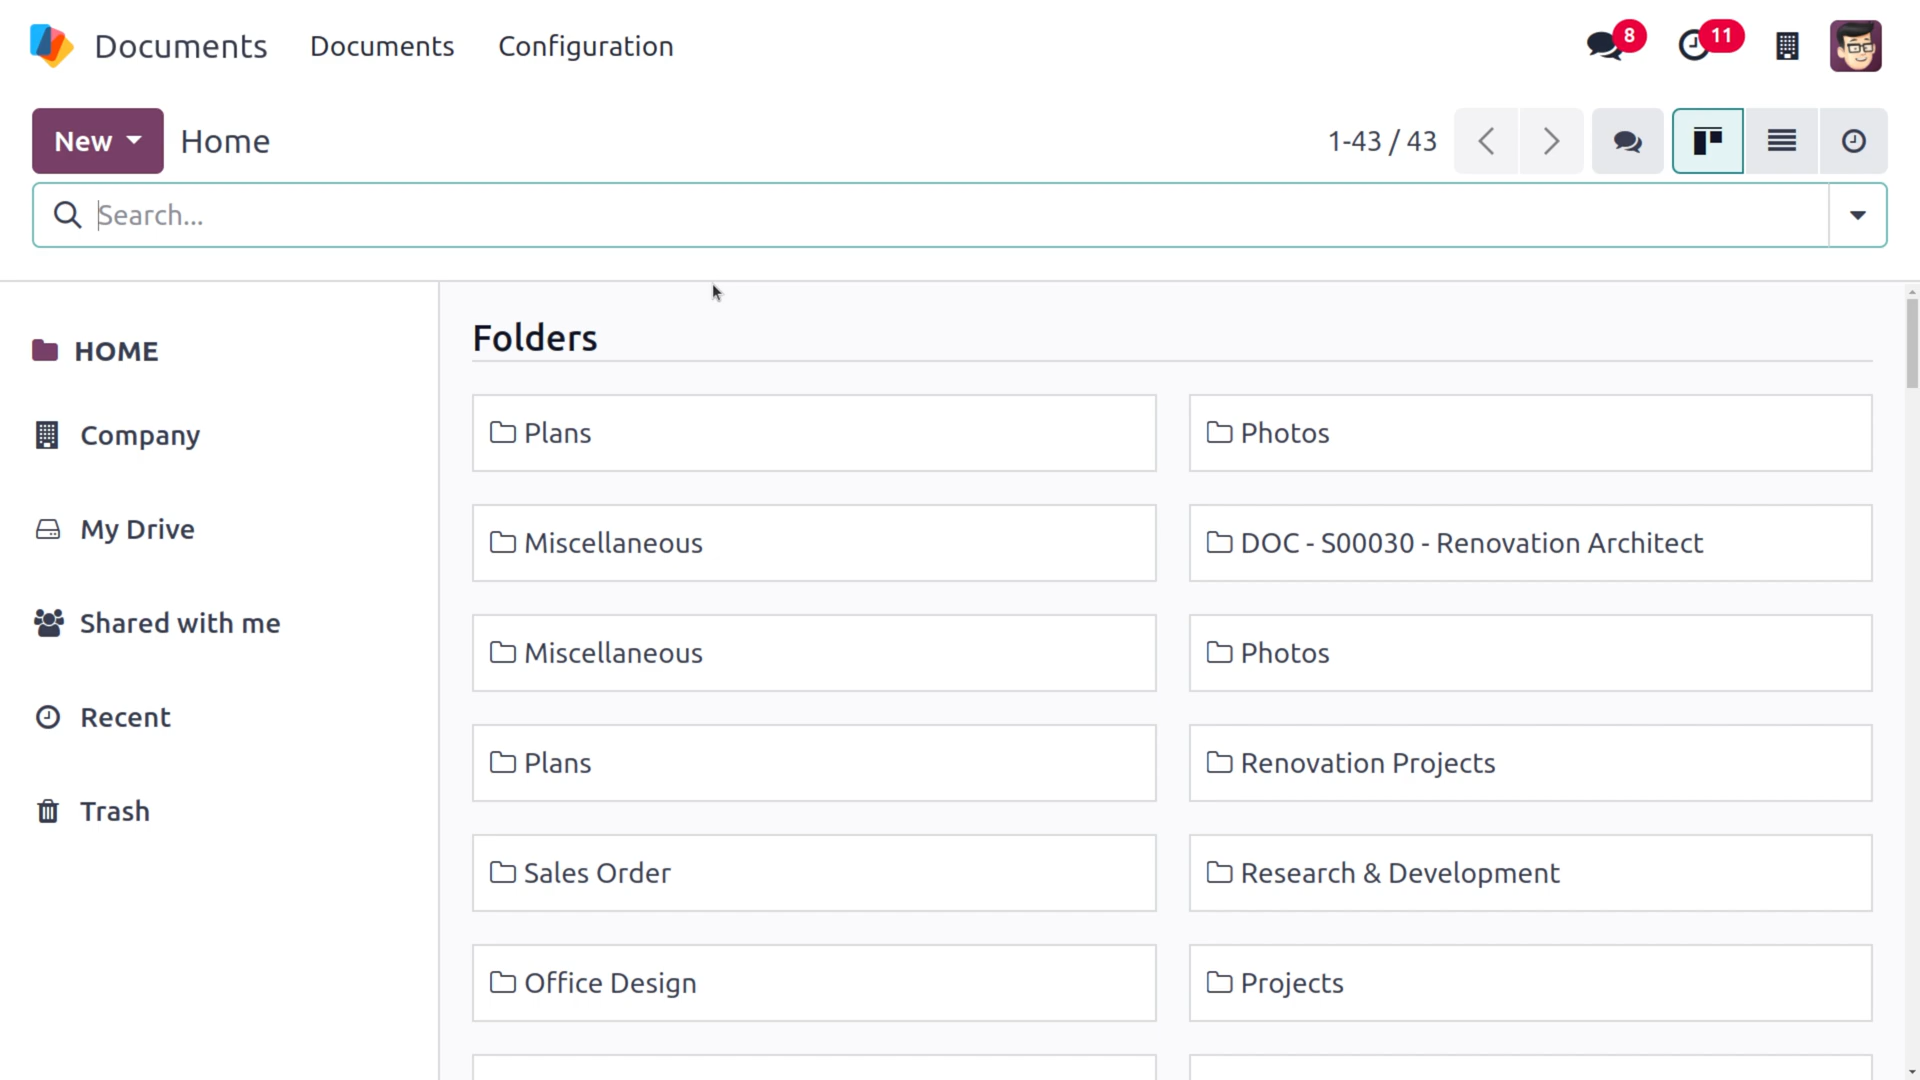 Documents Documents Configuration 8 11
New Home 1-43 / 43
Search...
HOME
Company
My Drive
Shared with me
Recent
Trash
Folders
Plans Photos
Miscellaneous DOC - S00030 - Renovation Architect
Miscellaneous Photos
Plans Renovation Projects
Sales Order Research & Development
Office Design Projects